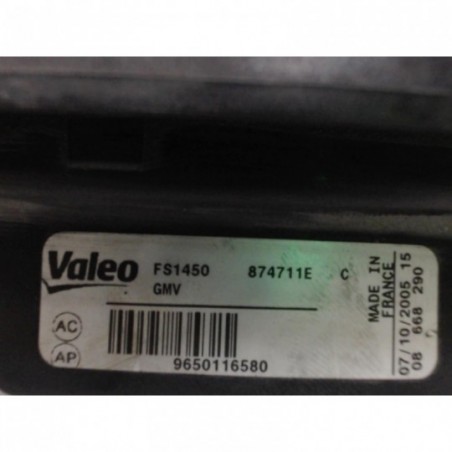 Valeo FS1450 874711E C
GMV
AC
AP
9650116580
MADE IN
FRANCE
07/10/2005 15
08 668 290